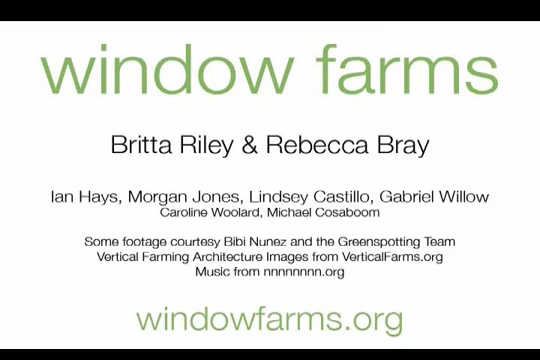 window farms
Britta Riley & Rebecca Bray
Ian Hays, Morgan Jones, Lindsey Castillo, Gabriel Willow
Caroline Woolard, Michael Cosaboom
Some footage courtesy Bibi Nunez and the Greenspotting Team
Vertical Farming Architecture Images from VerticalFarms.org
Music from nnnnnnnn.org
windowfarms.org